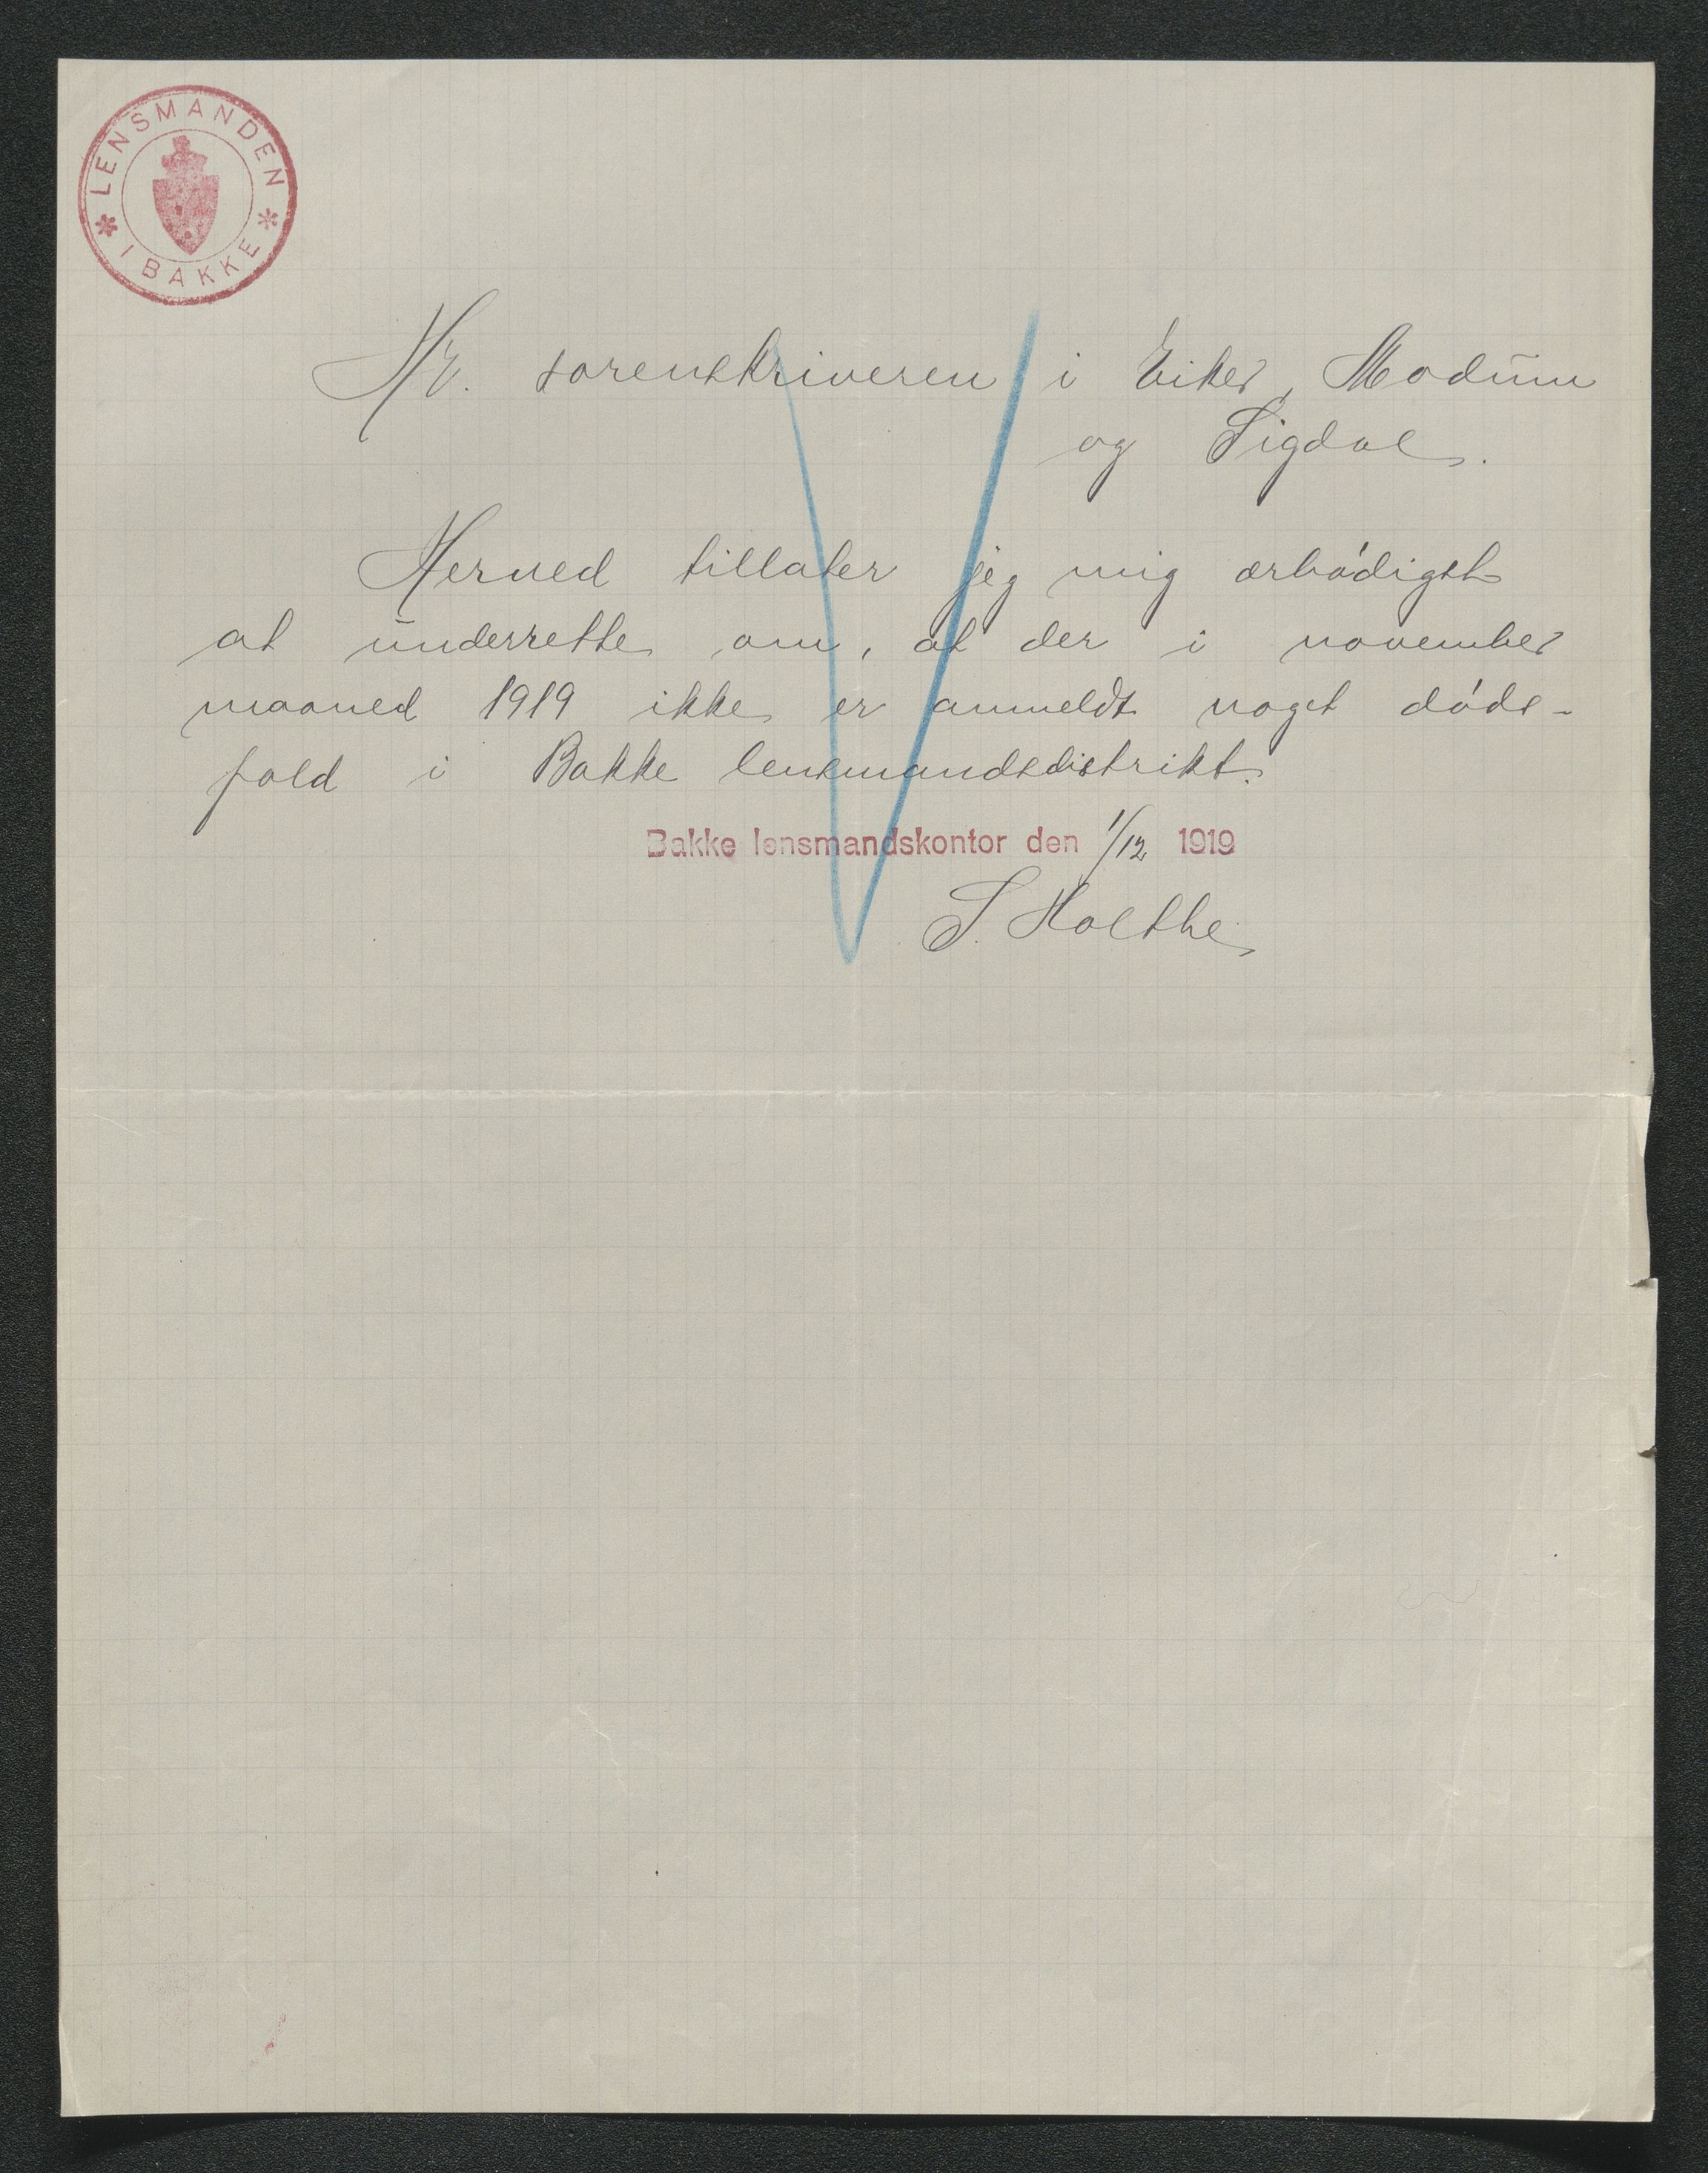 LENSMANDEN
I BAKKE
Hr. sorenskriveren i Eiker, Modum
og Sigdal.
Herved tillater jeg mig ærbødigst
at underrette om, at der i november
maaned 1919 ikke er anmeldt noget døds-
fald i Bakke lensmandsdistrikt.
Bakke lensmandskontor den 1/12 1919
S. Holthe